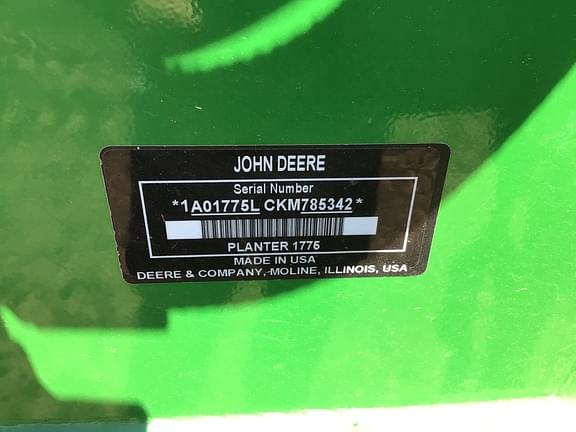 JOHN DEERE
Serial Number
*1A01775L CKM785342*
PLANTER 1775
MADE IN USA
DEERE & COMPANY, MOLINE, ILLINOIS, USA